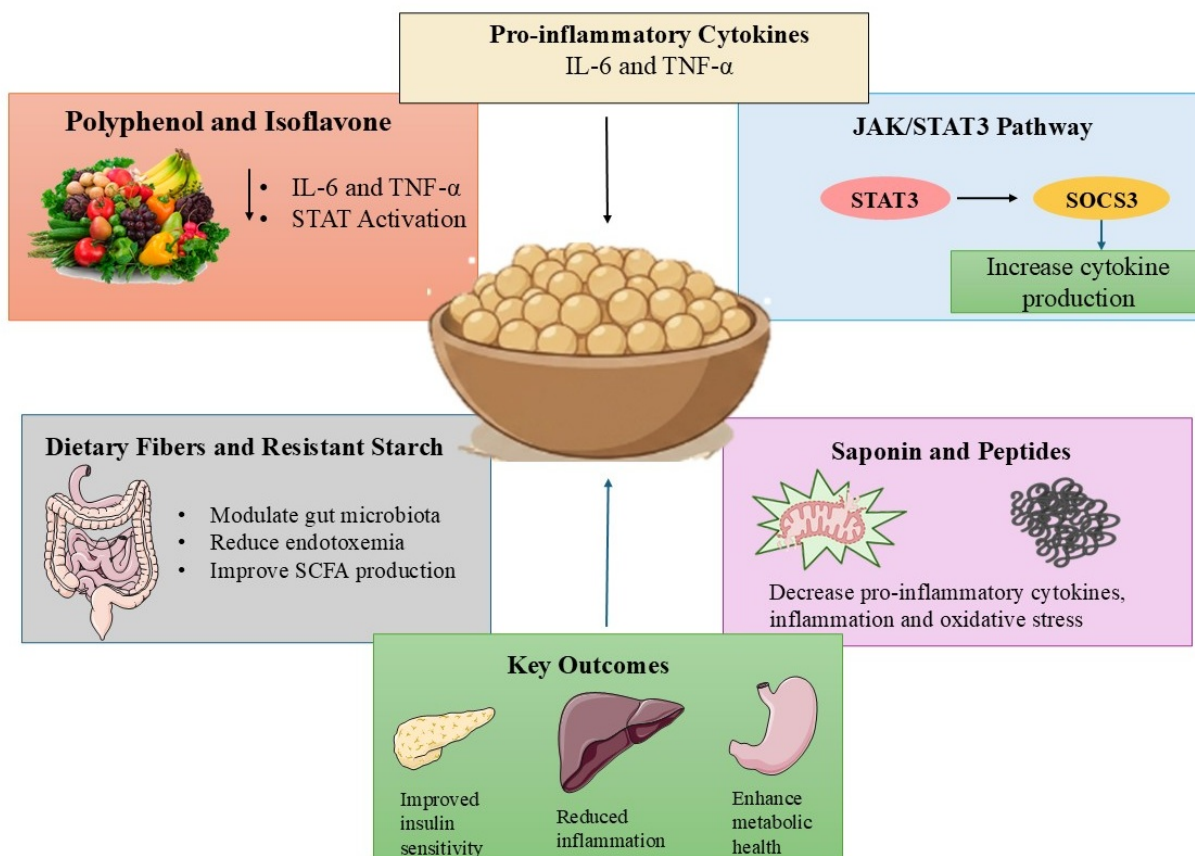 Pro-inflammatory Cytokines
IL-6 and TNF-α
Polyphenol and Isoflavone
• IL-6 and TNF-α
• STAT Activation
JAK/STAT3 Pathway
STAT3
SOCS3
Increase cytokine
production
Dietary Fibers and Resistant Starch
• Modulate gut microbiota
• Reduce endotoxemia
• Improve SCFA production
Saponin and Peptides
Decrease pro-inflammatory cytokines,
inflammation and oxidative stress
Key Outcomes
Improved
insulin
sensitivity
Reduced
inflammation
Enhance
metabolic
health